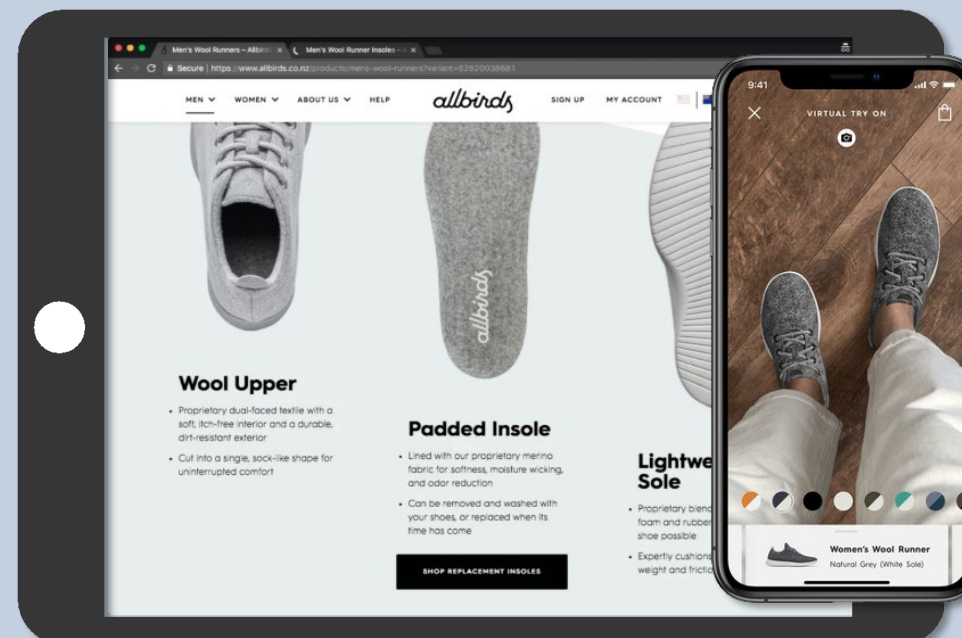 Men's Wool Runners – Allbirds
Men's Wool Runner Insoles –
Secure | https://www.allbirds.co.nz/products/mens-wool-runners?variant=82820038681
MEN WOMEN ABOUT US HELP allbirds SIGN UP MY ACCOUNT
allbirds
Wool Upper
• Proprietary dual-faced textile with a
soft, itch-free interior and a durable,
dirt-resistant exterior
• Cut into a single, sock-like shape for
uninterrupted comfort
Padded Insole
• Lined with our proprietary merino
fabric for softness, moisture wicking,
and odor reduction
• Can be removed and washed with
your shoes, or replaced when its
time has come
SHOP REPLACEMENT INSOLES
Lightwe
Sole
• Proprietary blend
foam and rubber
shoe possible
• Expertly cushions
weight and frictio
9:41
VIRTUAL TRY ON
Women's Wool Runner
Natural Grey (White Sole)